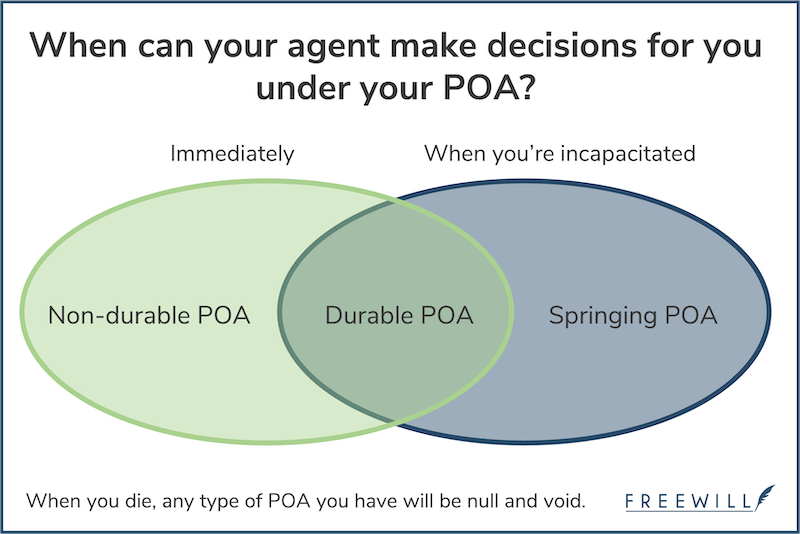 When can your agent make decisions for you
under your POA?
Immediately
When you're incapacitated
Non-durable POA
Durable POA
Springing POA
When you die, any type of POA you have will be null and void.
FREEWILL